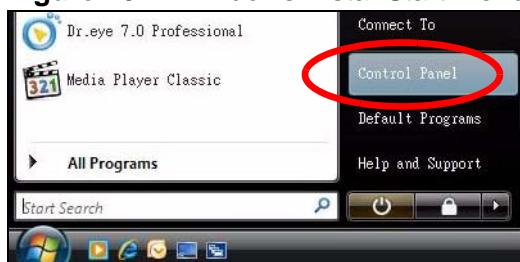 Dr.eye 7.0 Professional
321
Media Player Classic
All Programs
Start Search
Connect To
Control Panel
Default Programs
Help and Support